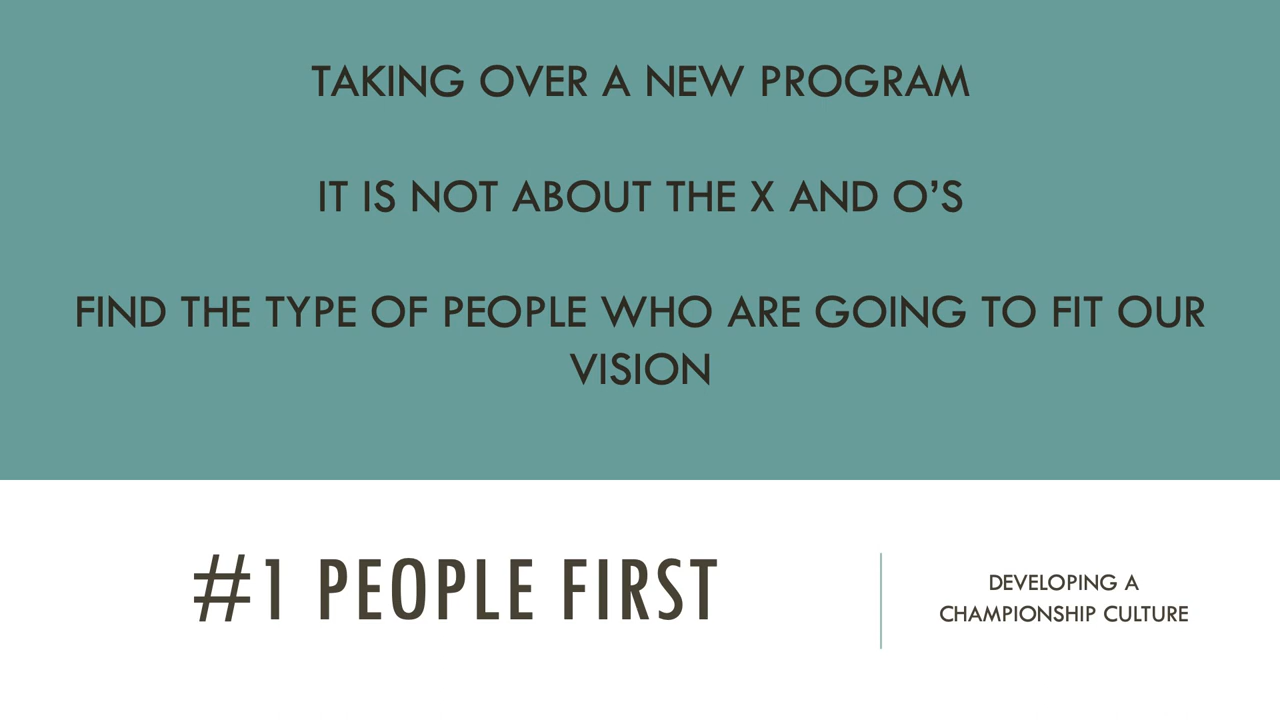 TAKING OVER A NEW PROGRAM
IT IS NOT ABOUT THE X AND O’S
FIND THE TYPE OF PEOPLE WHO ARE GOING TO FIT OUR
VISION
#1 PEOPLE FIRST
DEVELOPING A
CHAMPIONSHIP CULTURE